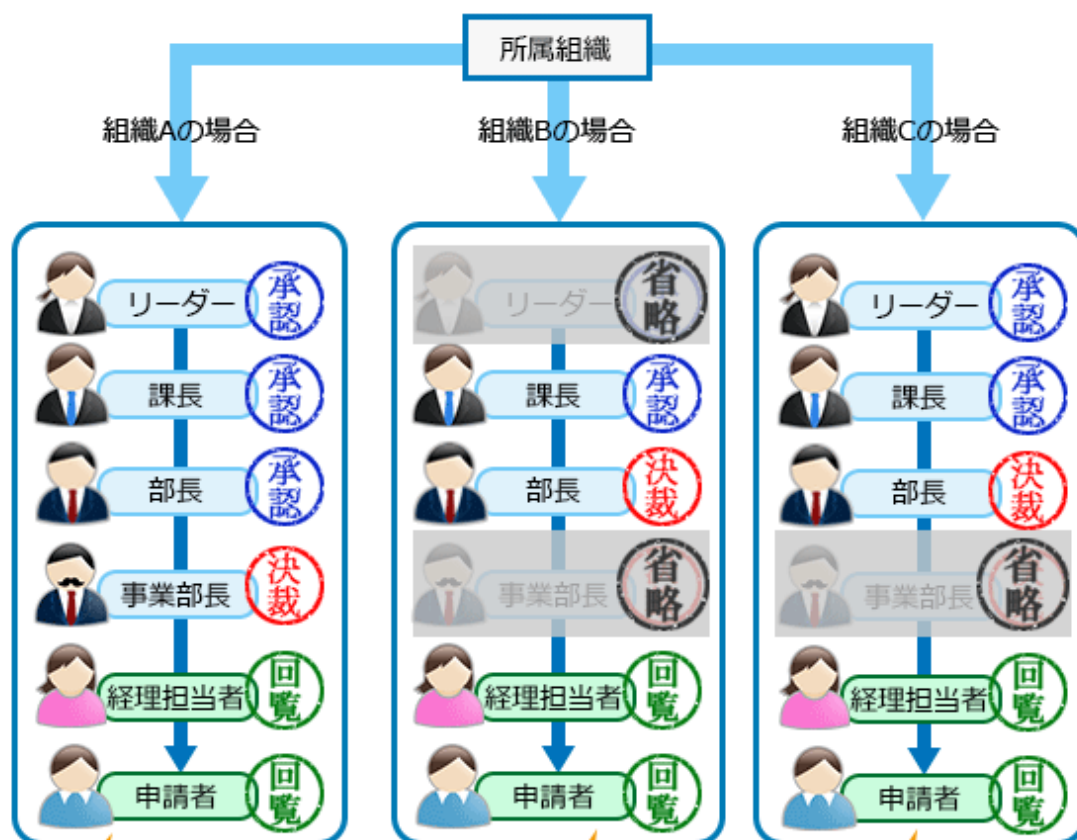 所属組織
組織Aの場合
組織Bの場合
組織Cの場合
リーダー
承認
課長
承認
部長
承認
事業部長
決裁
経理担当者
回覧
申請者
回覧
リーダー
省略
課長
承認
部長
決裁
事業部長
省略
経理担当者
回覧
申請者
回覧
リーダー
承認
課長
承認
部長
決裁
事業部長
省略
経理担当者
回覧
申請者
回覧